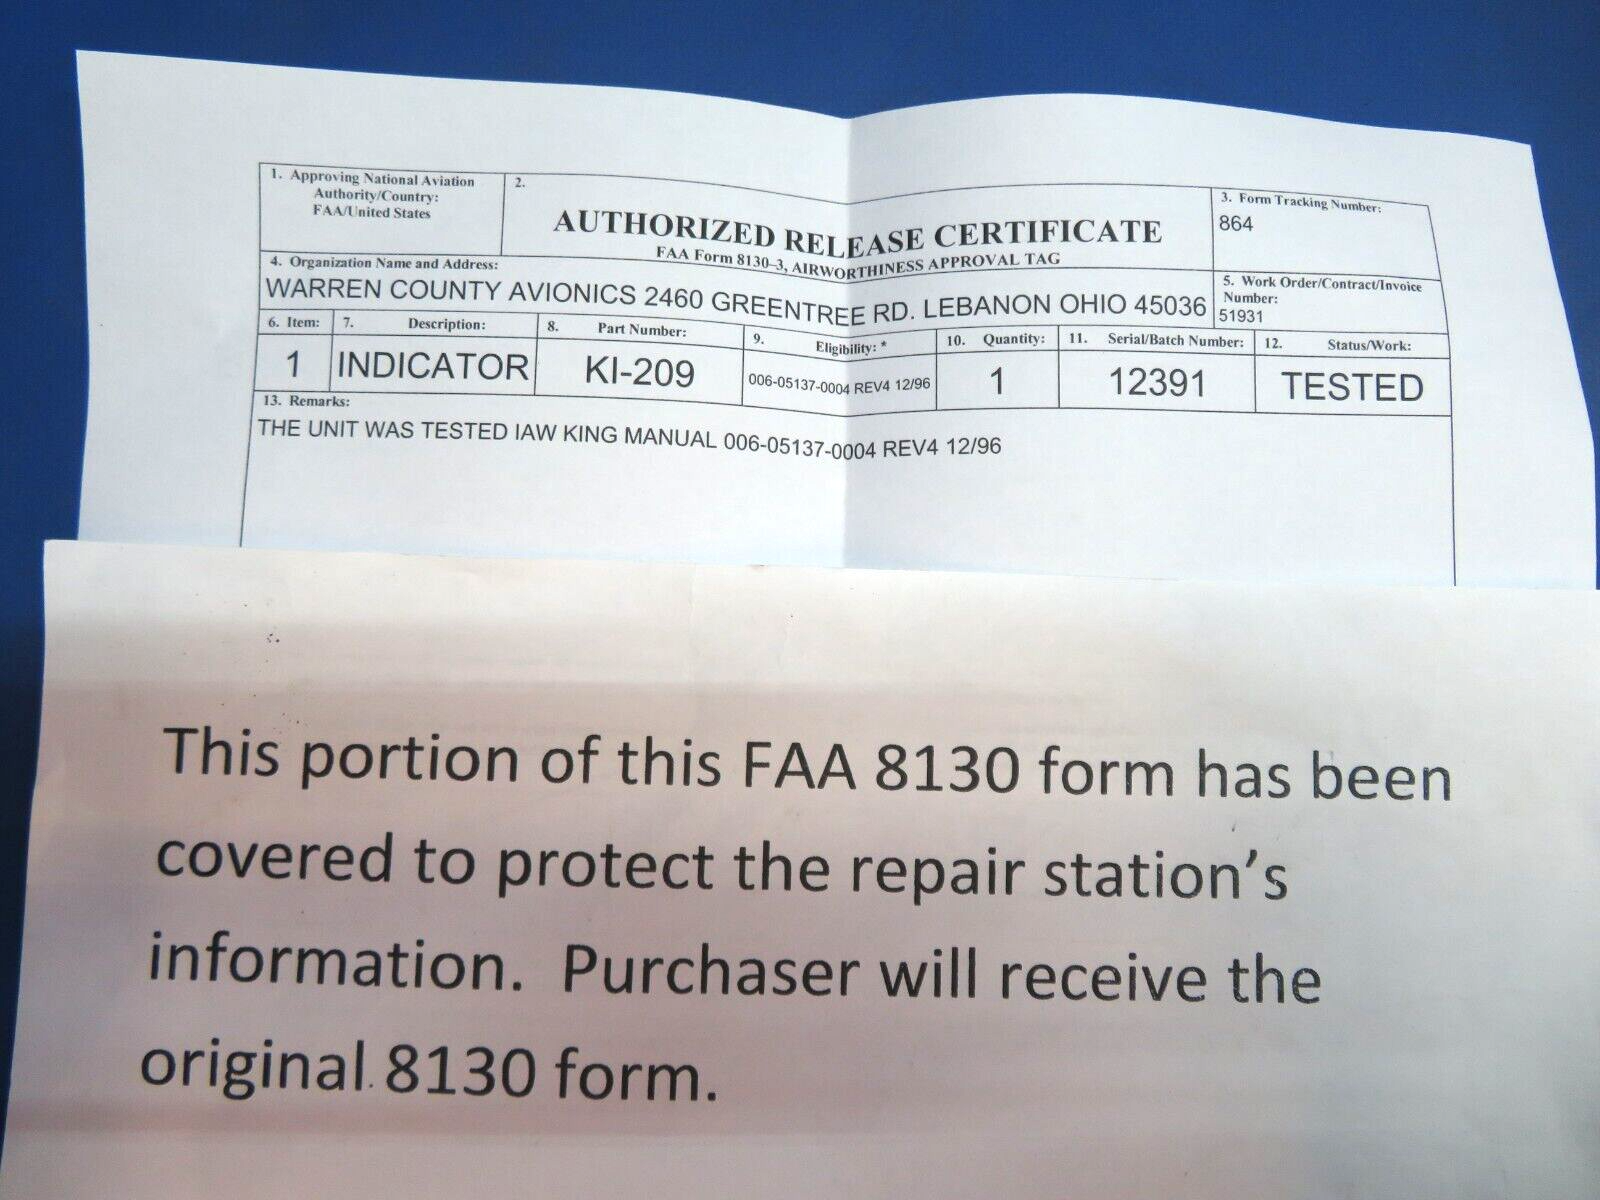 1. Approving National Aviation
Authority/Country:
FAA/United States
2.
AUTHORIZED RELEASE CERTIFICATE
FAA Form 8130–3, AIRWORTHINESS APPROVAL TAG
3. Form Tracking Number:
864
4. Organization Name and Address:
WARREN COUNTY AVIONICS 2460 GREENTREE RD. LEBANON OHIO 45036
5. Work Order/Contract/Invoice
Number:
51931
6. Item: 7. Description: 8. Part Number: 9. Eligibility: * 10. Quantity: 11. Serial/Batch Number: 12. Status/Work:
1 INDICATOR KI-209 006-05137-0004 REV4 12/96 1 12391 TESTED
13. Remarks:
THE UNIT WAS TESTED IAW KING MANUAL 006-05137-0004 REV4 12/96
This portion of this FAA 8130 form has been
covered to protect the repair station's
information. Purchaser will receive the
original 8130 form.